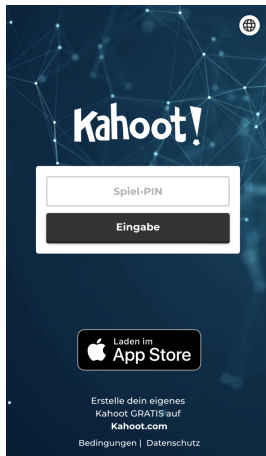 Kahoot!
Spiel-PIN
Eingabe
Laden im
App Store
Erstelle dein eigenes
Kahoot GRATIS auf
Kahoot.com
Bedingungen | Datenschutz